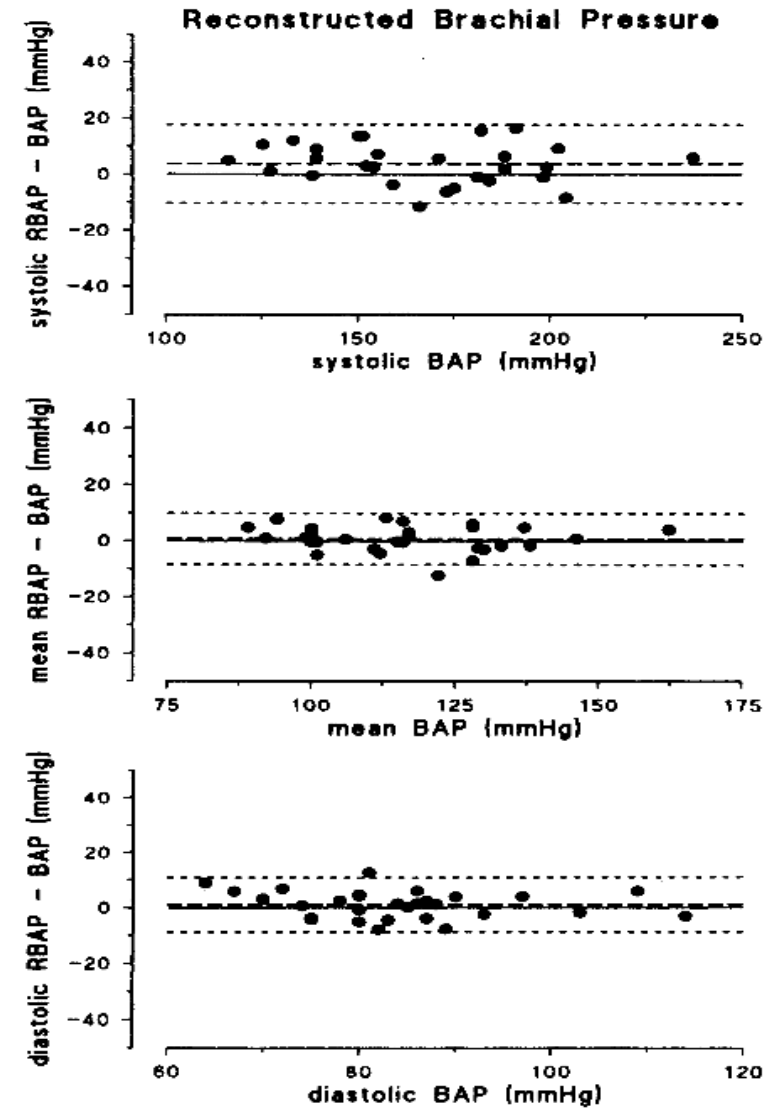 Reconstructed Brachial Pressure
systolic RBAP - BAP (mmHg)
40
20
0
-20
-40
100 150 200 250
systolic BAP (mmHg)
mean RBAP - BAP (mmHg)
40
20
0
-20
-40
75 100 125 150 175
mean BAP (mmHg)
diastolic RBAP - BAP (mmHg)
40
20
0
-20
-40
60 80 100 120
diastolic BAP (mmHg)